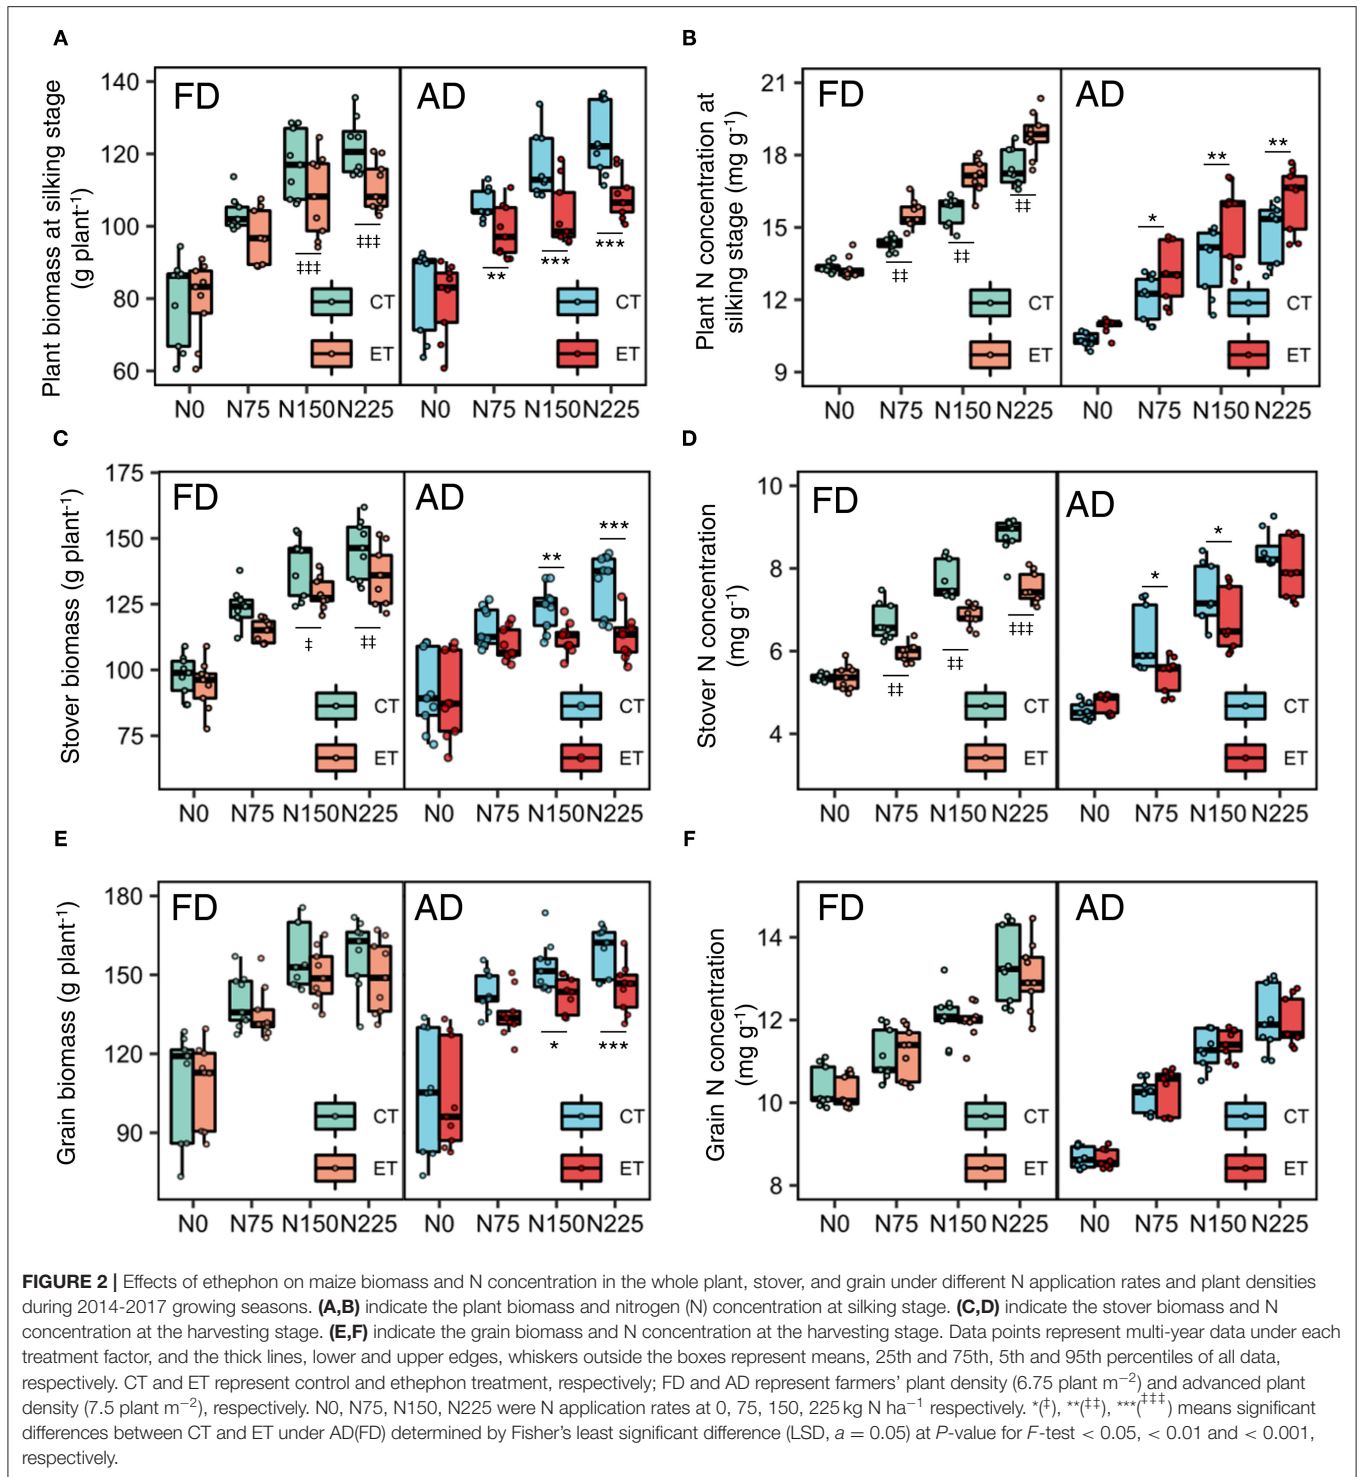 A
Plant biomass at silking stage
(g plant-1)
140
120
100
80
60
FD
AD
‡‡‡
‡‡‡
**
***
***
CT
ET
CT
ET
N0 N75 N150 N225
N0 N75 N150 N225
B
Plant N concentration at
silking stage (mg g-1)
21
18
15
12
9
FD
AD
‡‡
‡‡
‡‡
*
**
**
CT
ET
CT
ET
N0 N75 N150 N225
N0 N75 N150 N225
C
Stover biomass (g plant-1)
175
150
125
100
75
FD
AD
‡
‡‡
**
***
CT
ET
CT
ET
N0 N75 N150 N225
N0 N75 N150 N225
D
Stover N concentration
(mg g-1)
10
8
6
4
FD
AD
‡‡
‡‡
‡‡‡
*
*
CT
ET
CT
ET
N0 N75 N150 N225
N0 N75 N150 N225
E
Grain biomass (g plant-1)
180
150
120
90
FD
AD
*
***
CT
ET
CT
ET
N0 N75 N150 N225
N0 N75 N150 N225
F
Grain N concentration
(mg g-1)
14
12
10
8
FD
AD
CT
ET
CT
ET
N0 N75 N150 N225
N0 N75 N150 N225
FIGURE 2 | Effects of ethephon on maize biomass and N concentration in the whole plant, stover, and grain under different N application rates and plant densities
during 2014-2017 growing seasons. (A,B) indicate the plant biomass and nitrogen (N) concentration at silking stage. (C,D) indicate the stover biomass and N
concentration at the harvesting stage. (E,F) indicate the grain biomass and N concentration at the harvesting stage. Data points represent multi-year data under each
treatment factor, and the thick lines, lower and upper edges, whiskers outside the boxes represent means, 25th and 75th, 5th and 95th percentiles of all data,
respectively. CT and ET represent control and ethephon treatment, respectively; FD and AD represent farmers' plant density (6.75 plant m−2) and advanced plant
density (7.5 plant m−2), respectively. N0, N75, N150, N225 were N application rates at 0, 75, 150, 225 kg N ha−1 respectively. *(‡), **(‡‡), ***(‡‡‡) means significant
differences between CT and ET under AD(FD) determined by Fisher's least significant difference (LSD, a = 0.05) at P-value for F-test < 0.05, < 0.01 and < 0.001,
respectively.